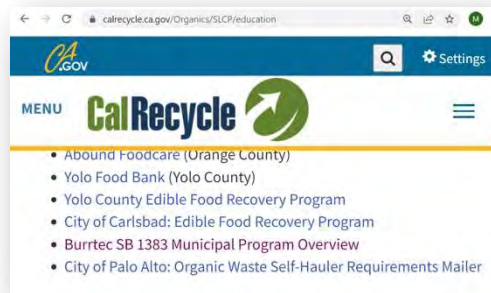 calrecycle.ca.gov/Organics/SLCP/education
M
CA.GOV
Settings
MENU
CalRecycle
• Abound Foodcare (Orange County)
• Yolo Food Bank (Yolo County)
• Yolo County Edible Food Recovery Program
• City of Carlsbad: Edible Food Recovery Program
• Burrtec SB 1383 Municipal Program Overview
• City of Palo Alto: Organic Waste Self-Hauler Requirements Mailer